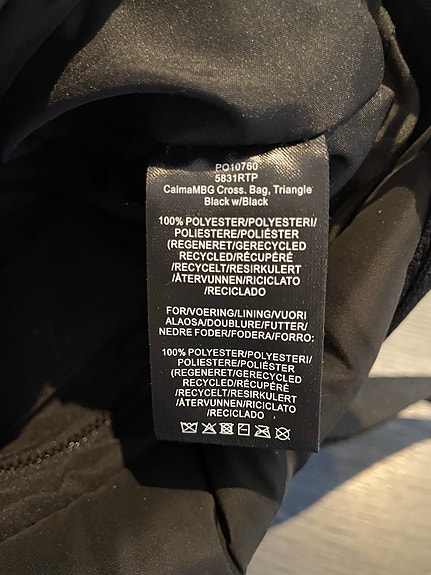 PO10760
5831RTP
CalmaMBG Cross. Bag, Triangle
Black w/Black
100% POLYESTER/POLYESTERI/
POLIESTERE/POLIÉSTER
(REGENERET/GERECYCLED
RECYCLED/RÉCUPÉRÉ
/RECYCELT/RESIRKULERT
/ÅTERVUNNEN/RICICLATO
/RECICLADO
FOR/VOERING/LINING/VUORI
ALAOSA/DOUBLURE/FUTTER/
NEDRE FODER/FODERA/FORRO:
100% POLYESTER/POLYESTERI/
POLIESTERE/POLIÉSTER
(REGENERET/GERECYCLED
RECYCLED/RÉCUPÉRÉ
/RECYCELT/RESIRKULERT
/ÅTERVUNNEN/RICICLATO
/RECICLADO